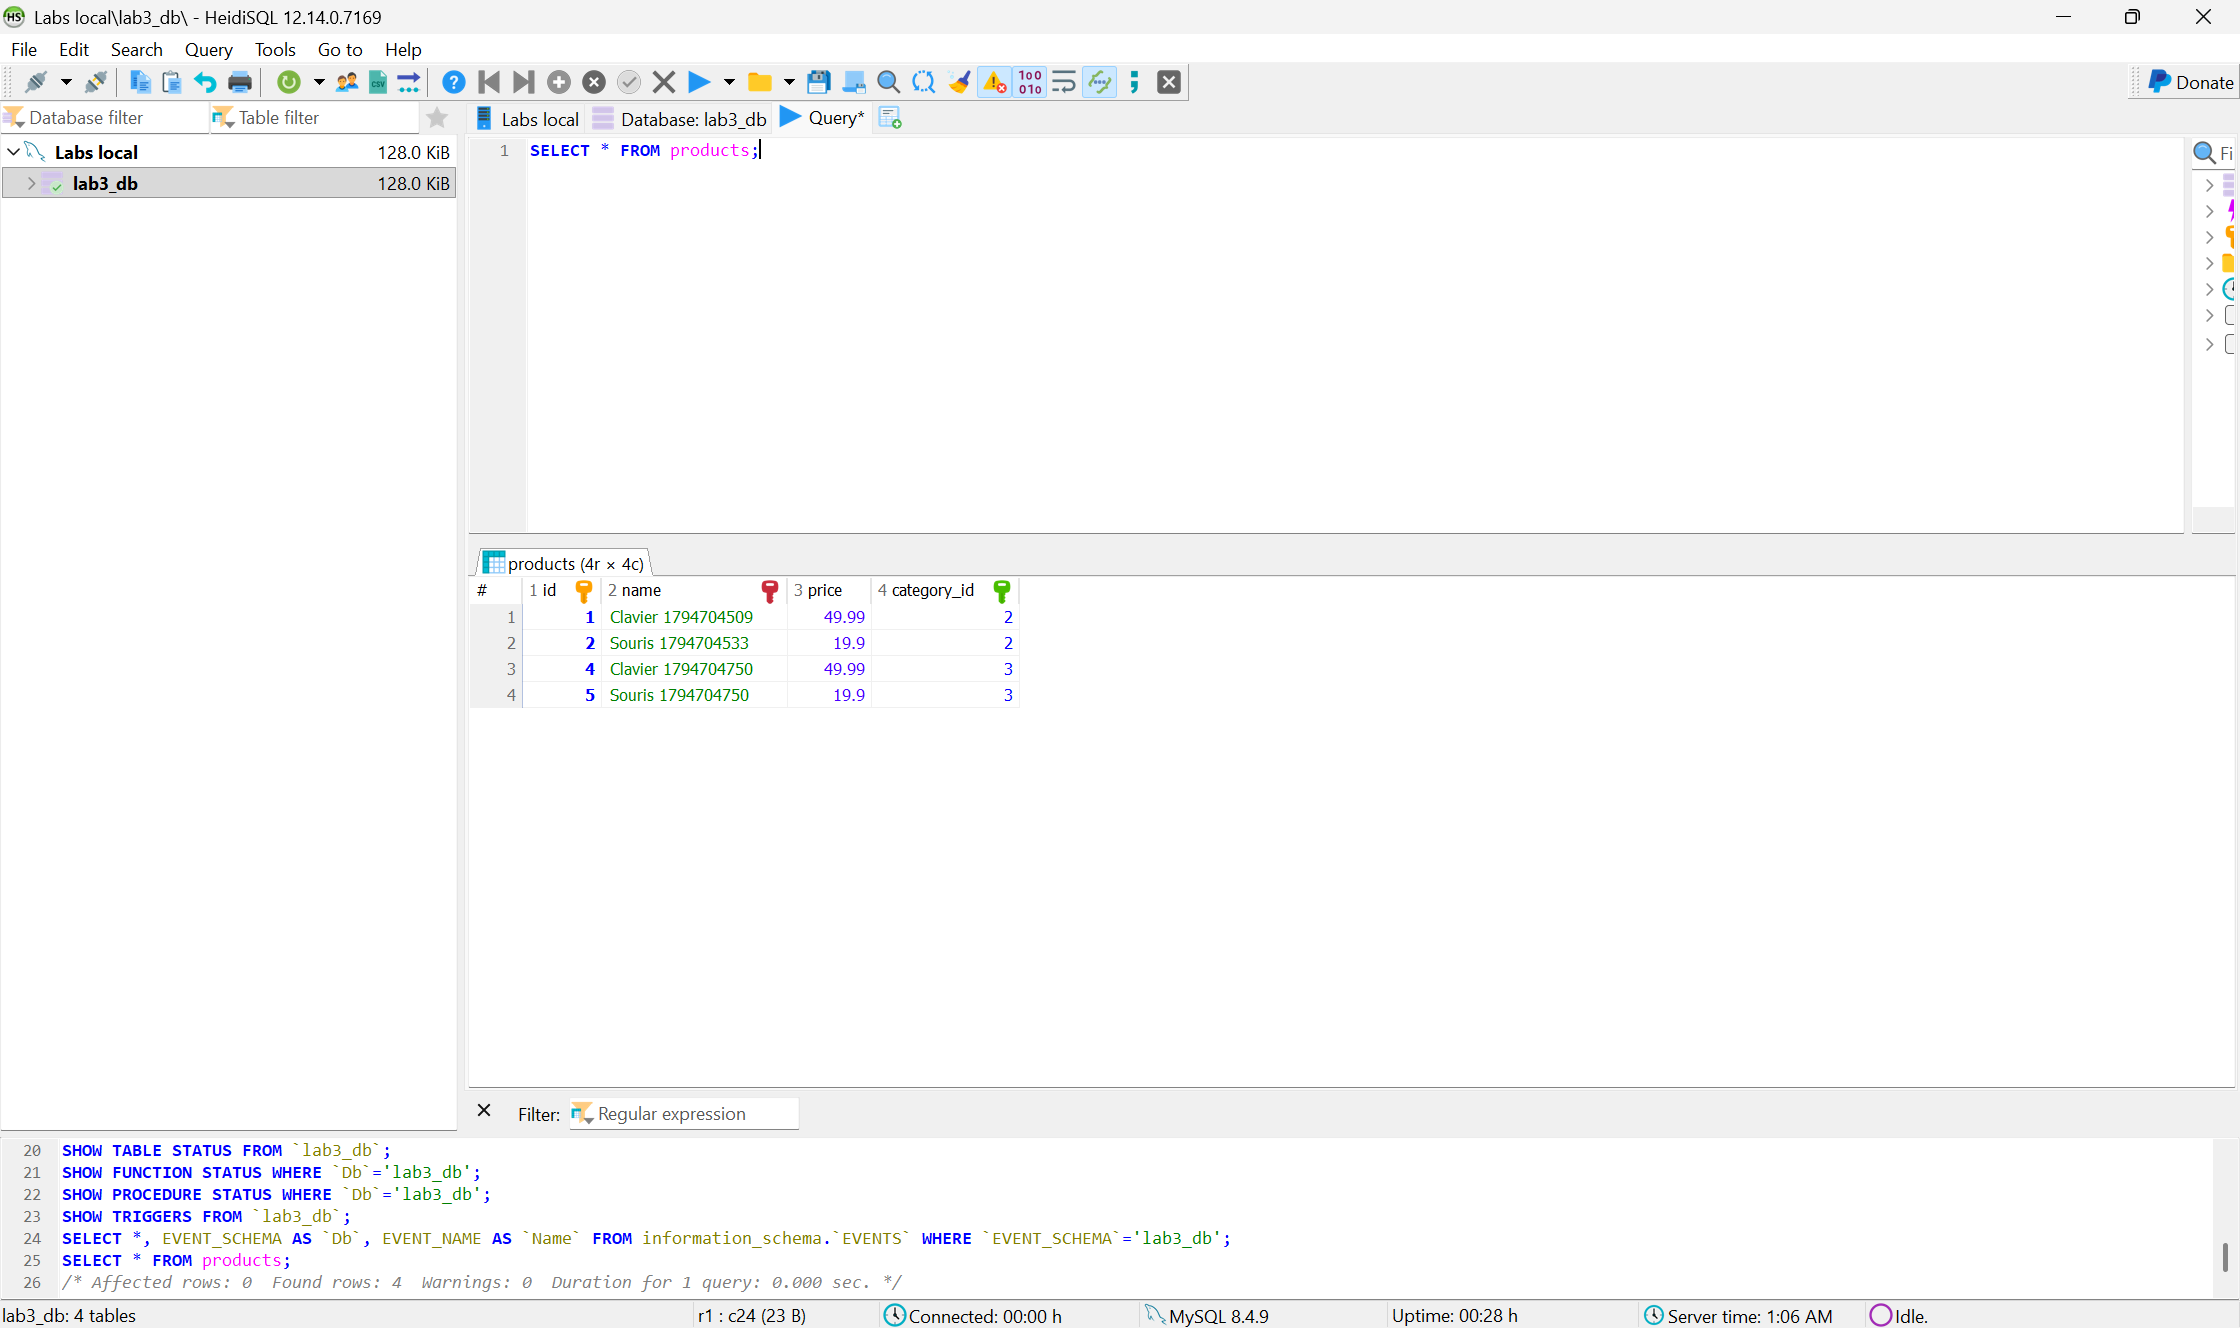 Labs local\lab3_db\ - HeidiSQL 12.14.0.7169
File Edit Search Query Tools Go to Help
Donate
Database filter Table filter
Labs local Database: lab3_db Query*
Labs local 128.0 KiB
lab3_db 128.0 KiB
1 SELECT * FROM products;
Fi
products (4r × 4c)
# 1 id 2 name 3 price 4 category_id
1 1 Clavier 1794704509 49.99 2
2 2 Souris 1794704533 19.9 2
3 4 Clavier 1794704750 49.99 3
4 5 Souris 1794704750 19.9 3
Filter: Regular expression
20 SHOW TABLE STATUS FROM `lab3_db`;
21 SHOW FUNCTION STATUS WHERE `Db`='lab3_db';
22 SHOW PROCEDURE STATUS WHERE `Db`='lab3_db';
23 SHOW TRIGGERS FROM `lab3_db`;
24 SELECT *, EVENT_SCHEMA AS `Db`, EVENT_NAME AS `Name` FROM information_schema.`EVENTS` WHERE `EVENT_SCHEMA`='lab3_db';
25 SELECT * FROM products;
26 /* Affected rows: 0  Found rows: 4  Warnings: 0  Duration for 1 query: 0.000 sec. */
lab3_db: 4 tables r1 : c24 (23 B) Connected: 00:00 h MySQL 8.4.9 Uptime: 00:28 h Server time: 1:06 AM Idle.